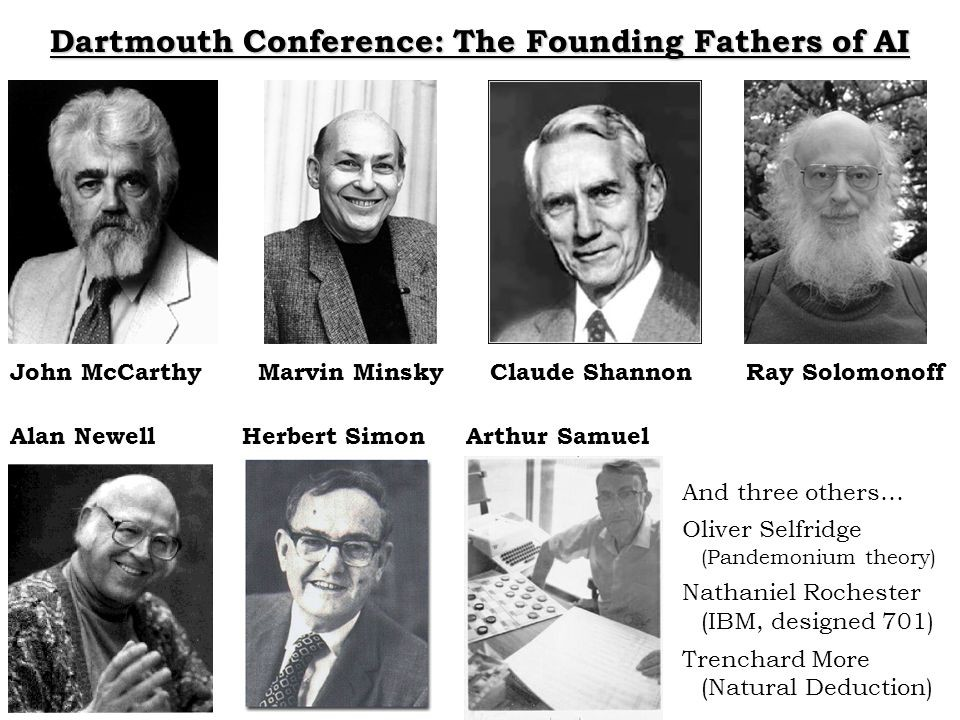 Dartmouth Conference: The Founding Fathers of AI
John McCarthy Marvin Minsky Claude Shannon Ray Solomonoff
Alan Newell Herbert Simon Arthur Samuel
And three others…
Oliver Selfridge
(Pandemonium theory)
Nathaniel Rochester
(IBM, designed 701)
Trenchard More
(Natural Deduction)